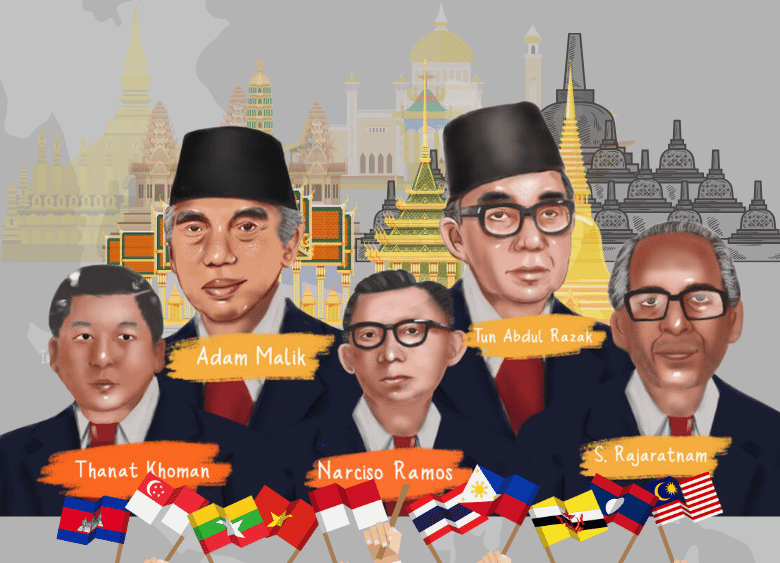 Adam Malik
Tun Abdul Razak
Thanat Khoman
Narciso Ramos
S. Rajaratnam